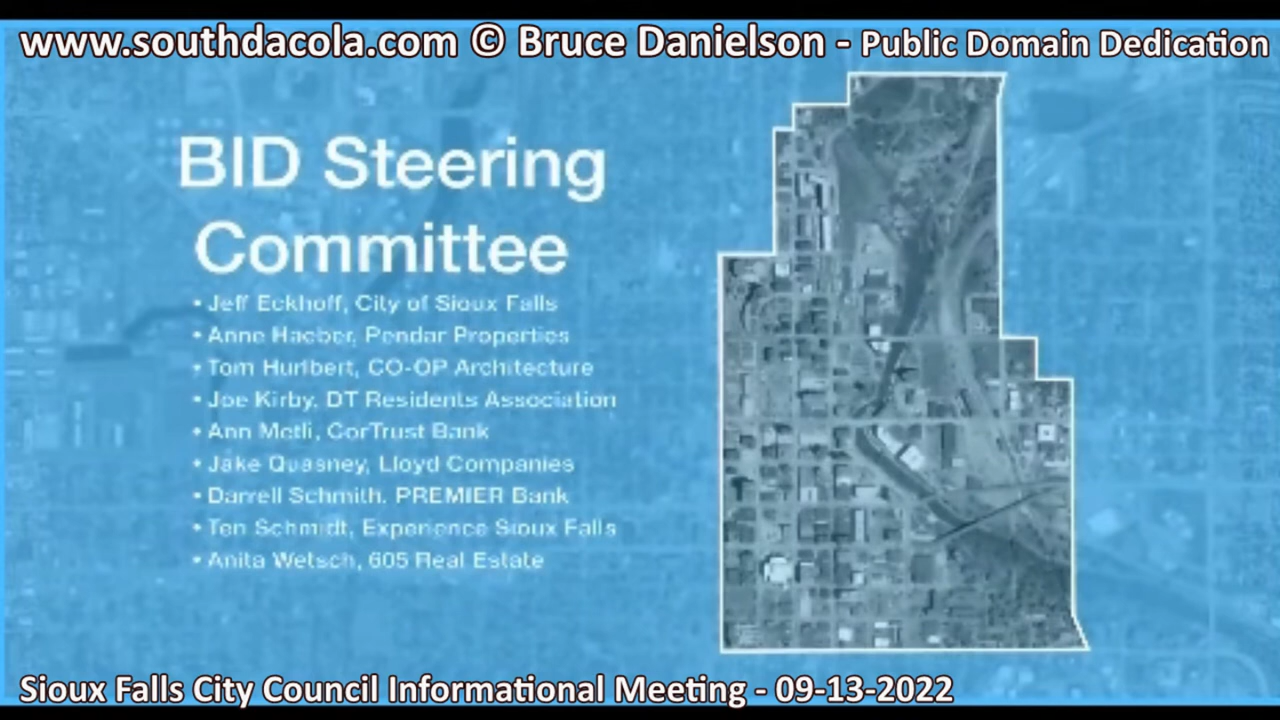 www.southdacola.com © Bruce Danielson - Public Domain Dedication
BID Steering
Committee
• Jeff Eckhoff, City of Sioux Falls
• Anne Haeber, Pendar Properties
• Tom Hurlbert, CO-OP Architecture
• Joe Kirby, DT Residents Association
• Ann Metli, CorTrust Bank
• Jake Quasney, Lloyd Companies
• Darrell Schmith, PREMIER Bank
• Schmidt, Experience Sioux Falls
• Anita Wetsch, 605 Real Estate
Sioux Falls City Council Informational Meeting - 09-13-2022